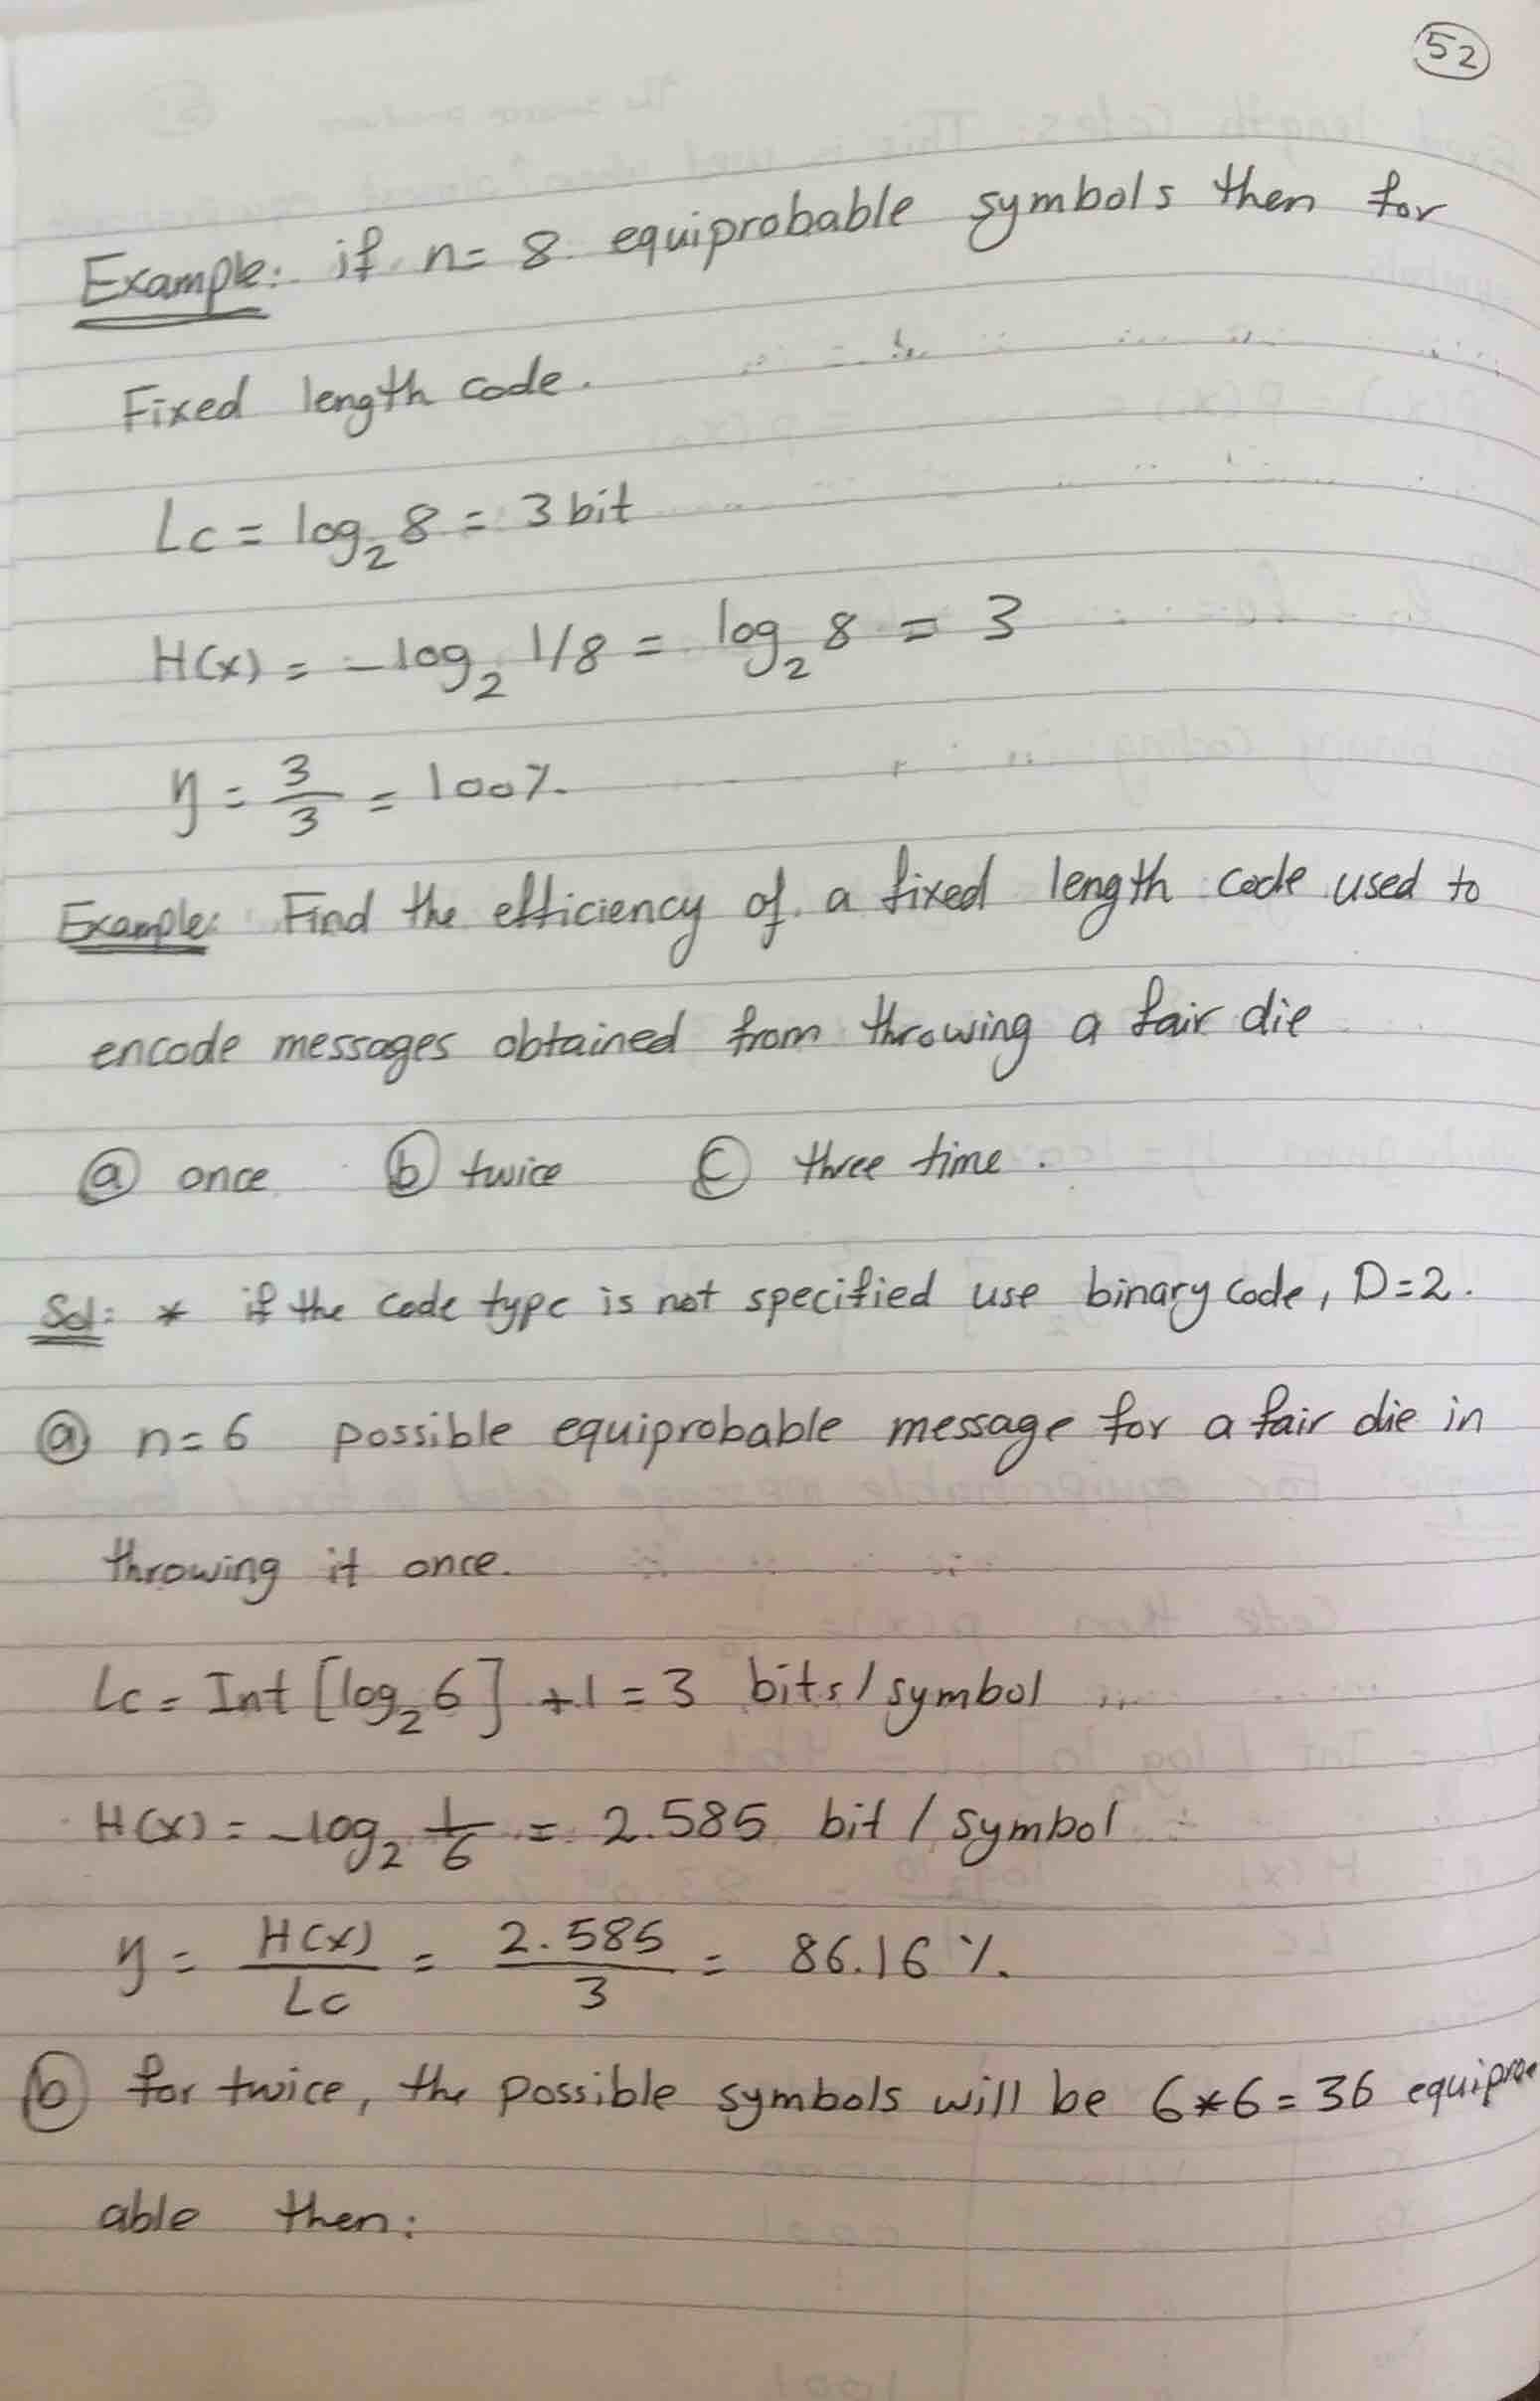 52
Example: if n= 8 equiprobable symbols then for
Fixed length code.
Lc = log₂ 8 = 3 bit
H(x) = -log₂ 1/8 = log₂ 8 = 3
η = 3/3 = 100%
Example: Find the efficiency of a fixed length code used to
encode messages obtained from throwing a fair die
ⓐ once ⓑ twice ⓒ three time.
Sol: * if the code type is not specified use binary code, D=2.
ⓐ n=6 possible equiprobable message for a fair die in
throwing it once.
Lc = Int [log₂ 6] +1 = 3 bits/symbol
H(x) = -log₂ 1/6 = 2.585 bit / symbol
η = H(x)/Lc = 2.585/3 = 86.16 %.
ⓑ for twice, the possible symbols will be 6*6 = 36 equiprob
able then: